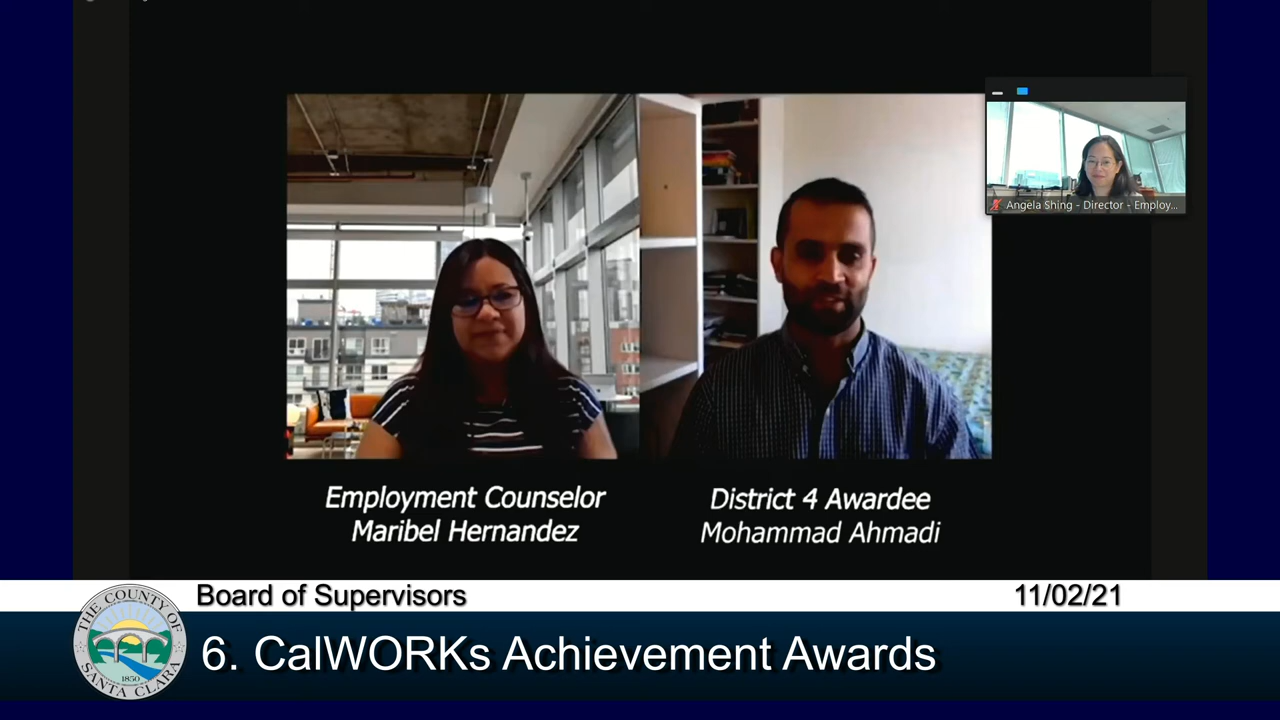 Angela Shing - Director - Employ...
Employment Counselor
Maribel Hernandez
District 4 Awardee
Mohammad Ahmadi
Board of Supervisors
11/02/21
THE COUNTY OF
SANTA CLARA
1850
6. CalWORKs Achievement Awards